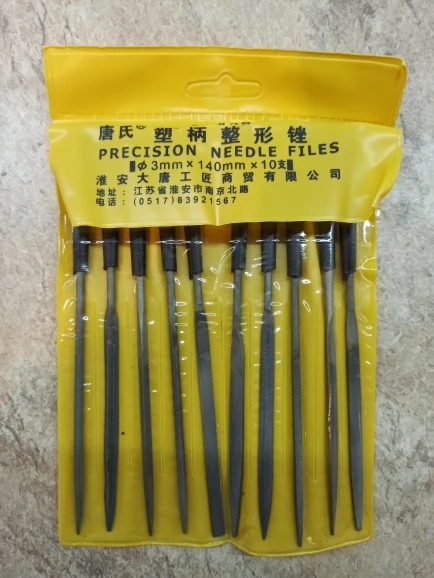 唐氏® 塑柄整形锉
PRECISION NEEDLE FILES
Φ3mm×140mm×10支
淮安大唐工匠商贸有限公司
地址：江苏省淮安市南京北路
电话：(0517)83921567